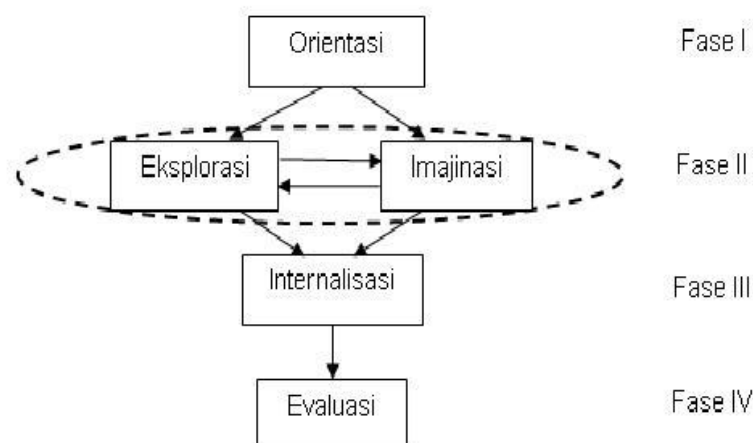 Orientasi
Fase I
Eksplorasi
Imajinasi
Fase II
Internalisasi
Fase III
Evaluasi
Fase IV